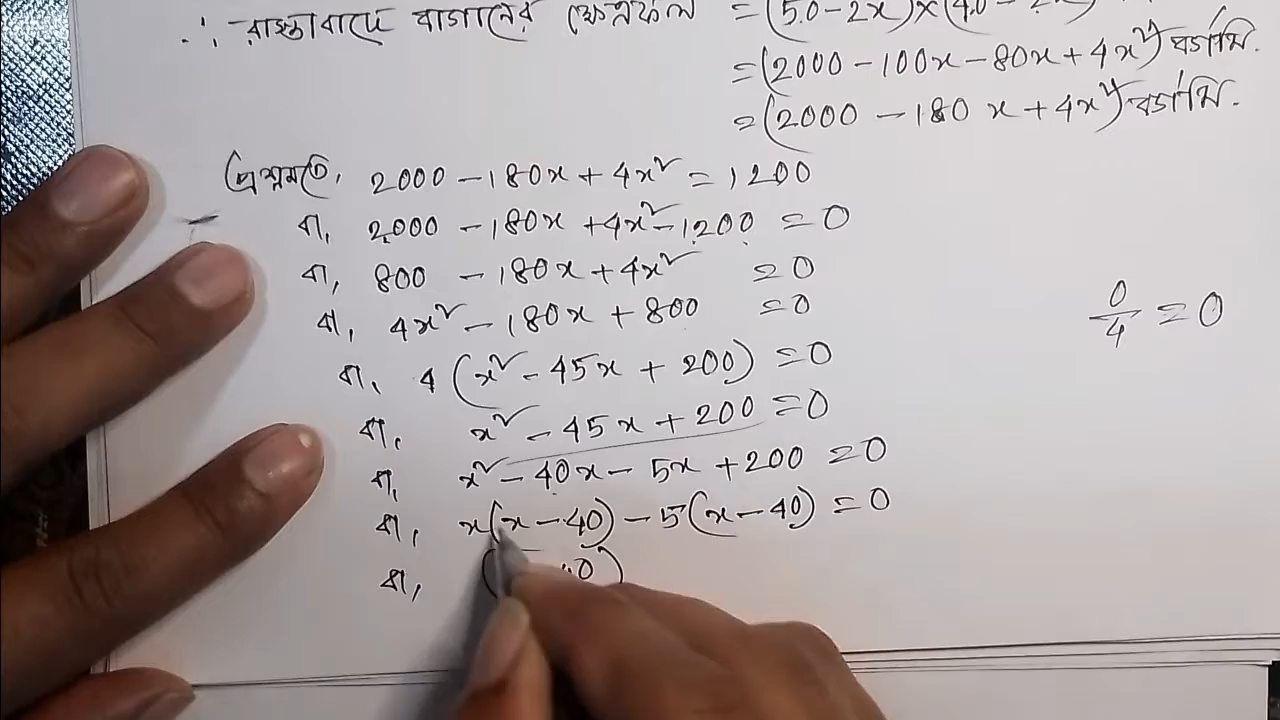 ∴ রাস্তাবাদে বাগানের ক্ষেত্রফল = (50-2x)×(40-
= (2000-100x-80x+4x²) বর্গমি.
= (2000-180x+4x²) বর্গমি.
প্রশ্নমতে, 2000-180x+4x² = 1200
বা, 2000-180x+4x²-1200 = 0
বা, 800-180x+4x² = 0
বা, 4x²-180x+800 = 0
0/4 = 0
বা, 4(x²-45x+200) = 0
বা, x²-45x+200 = 0
বা, x²-40x-5x+200 = 0
বা, x(x-40)-5(x-40) = 0
বা, ( 0)